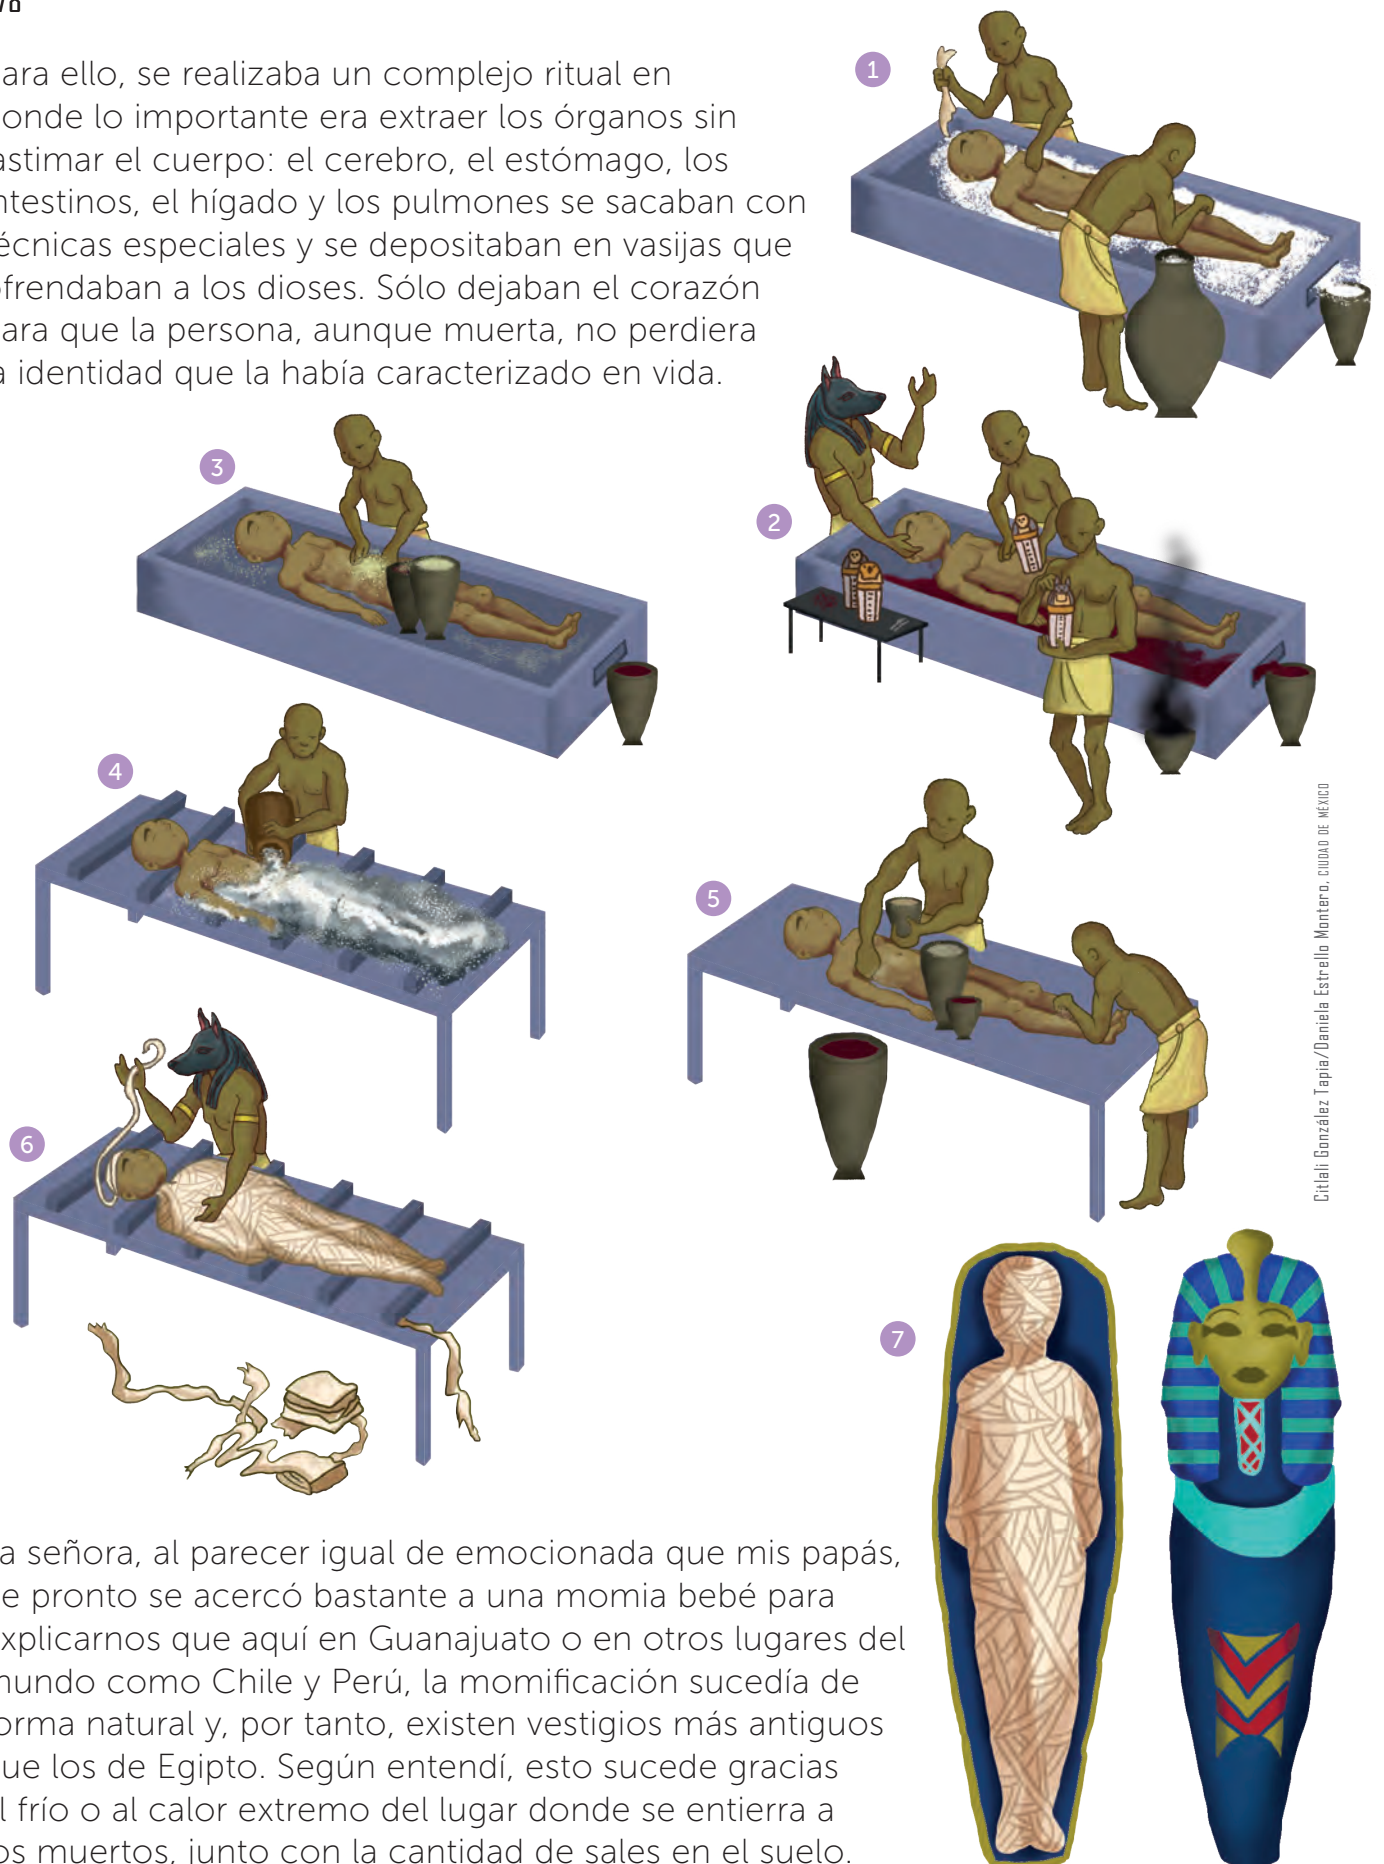 ara ello, se realizaba un complejo ritual en
onde lo importante era extraer los órganos sin
astimar el cuerpo: el cerebro, el estómago, los
ntestinos, el hígado y los pulmones se sacaban con
écnicas especiales y se depositaban en vasijas que
frendaban a los dioses. Sólo dejaban el corazón
ara que la persona, aunque muerta, no perdiera
a identidad que la había caracterizado en vida.
1
2
3
4
5
6
7
Citlali González Tapia/Daniela Estrello Montero, CIUDAD DE MÉXICO
a señora, al parecer igual de emocionada que mis papás,
e pronto se acercó bastante a una momia bebé para
xplicarnos que aquí en Guanajuato o en otros lugares del
mundo como Chile y Perú, la momificación sucedía de
orma natural y, por tanto, existen vestigios más antiguos
ue los de Egipto. Según entendí, esto sucede gracias
l frío o al calor extremo del lugar donde se entierra a
os muertos, junto con la cantidad de sales en el suelo.